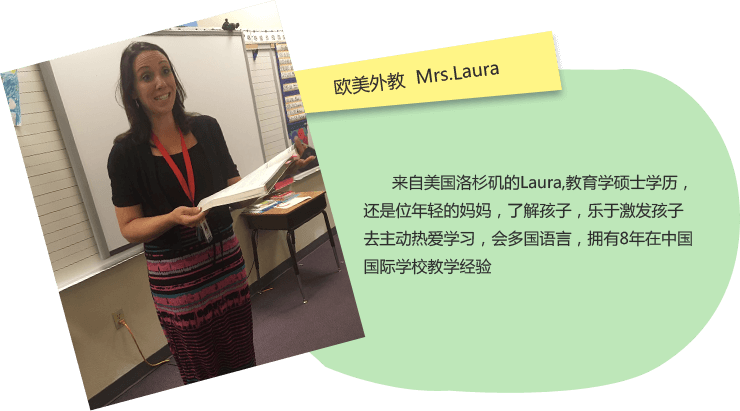 欧美外教 Mrs.Laura
来自美国洛杉矶的Laura,教育学硕士学历，
还是位年轻的妈妈，了解孩子，乐于激发孩子
去主动热爱学习，会多国语言，拥有8年在中国
国际学校教学经验